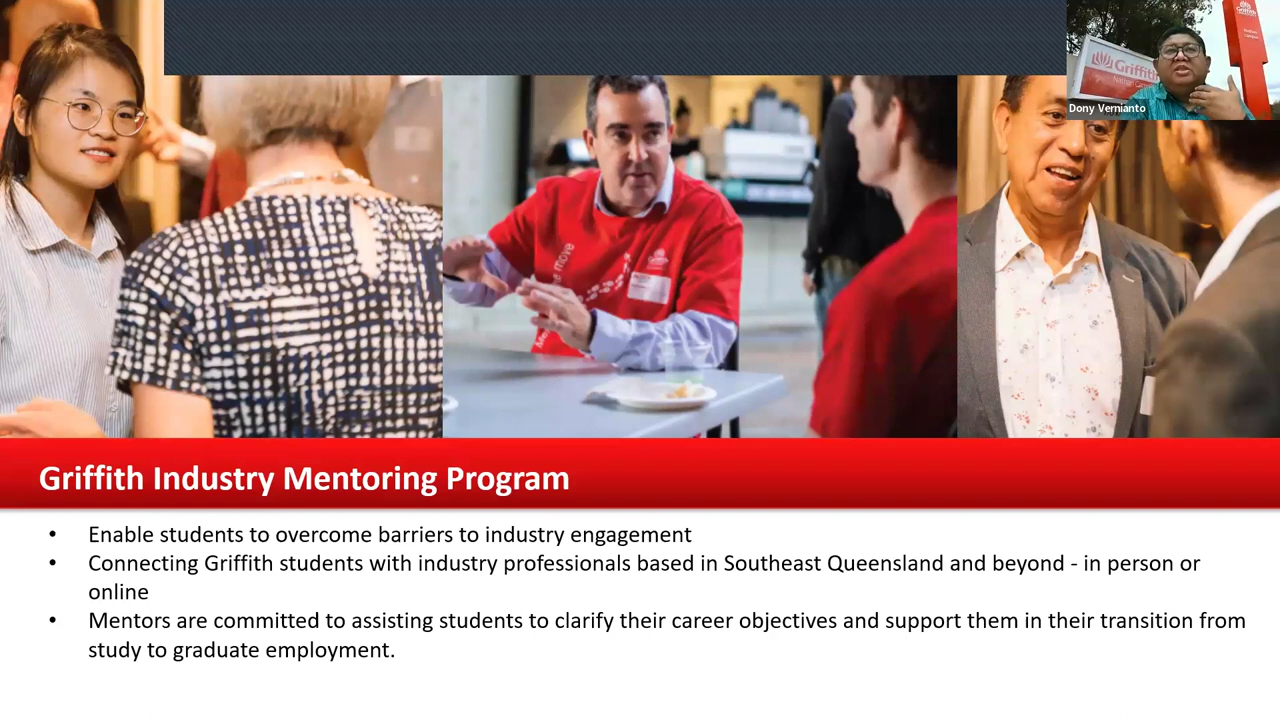 Griffith
Griffith
Dony Vernianto
Griffith Industry Mentoring Program
• Enable students to overcome barriers to industry engagement
• Connecting Griffith students with industry professionals based in Southeast Queensland and beyond - in person or
online
• Mentors are committed to assisting students to clarify their career objectives and support them in their transition from
study to graduate employment.